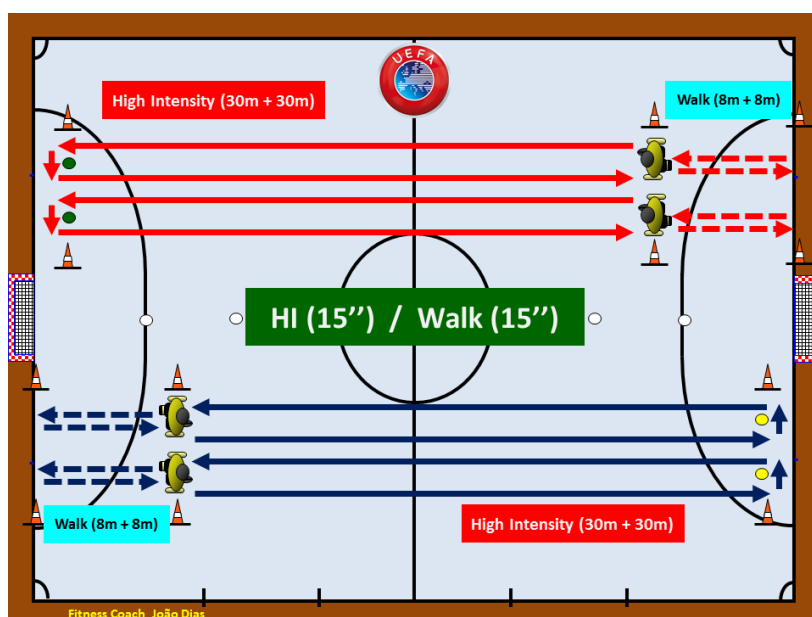 UEFA
High Intensity (30m + 30m)
Walk (8m + 8m)
HI (15’’) / Walk (15’’)
Walk (8m + 8m)
High Intensity (30m + 30m)
Fitness Coach João Dias